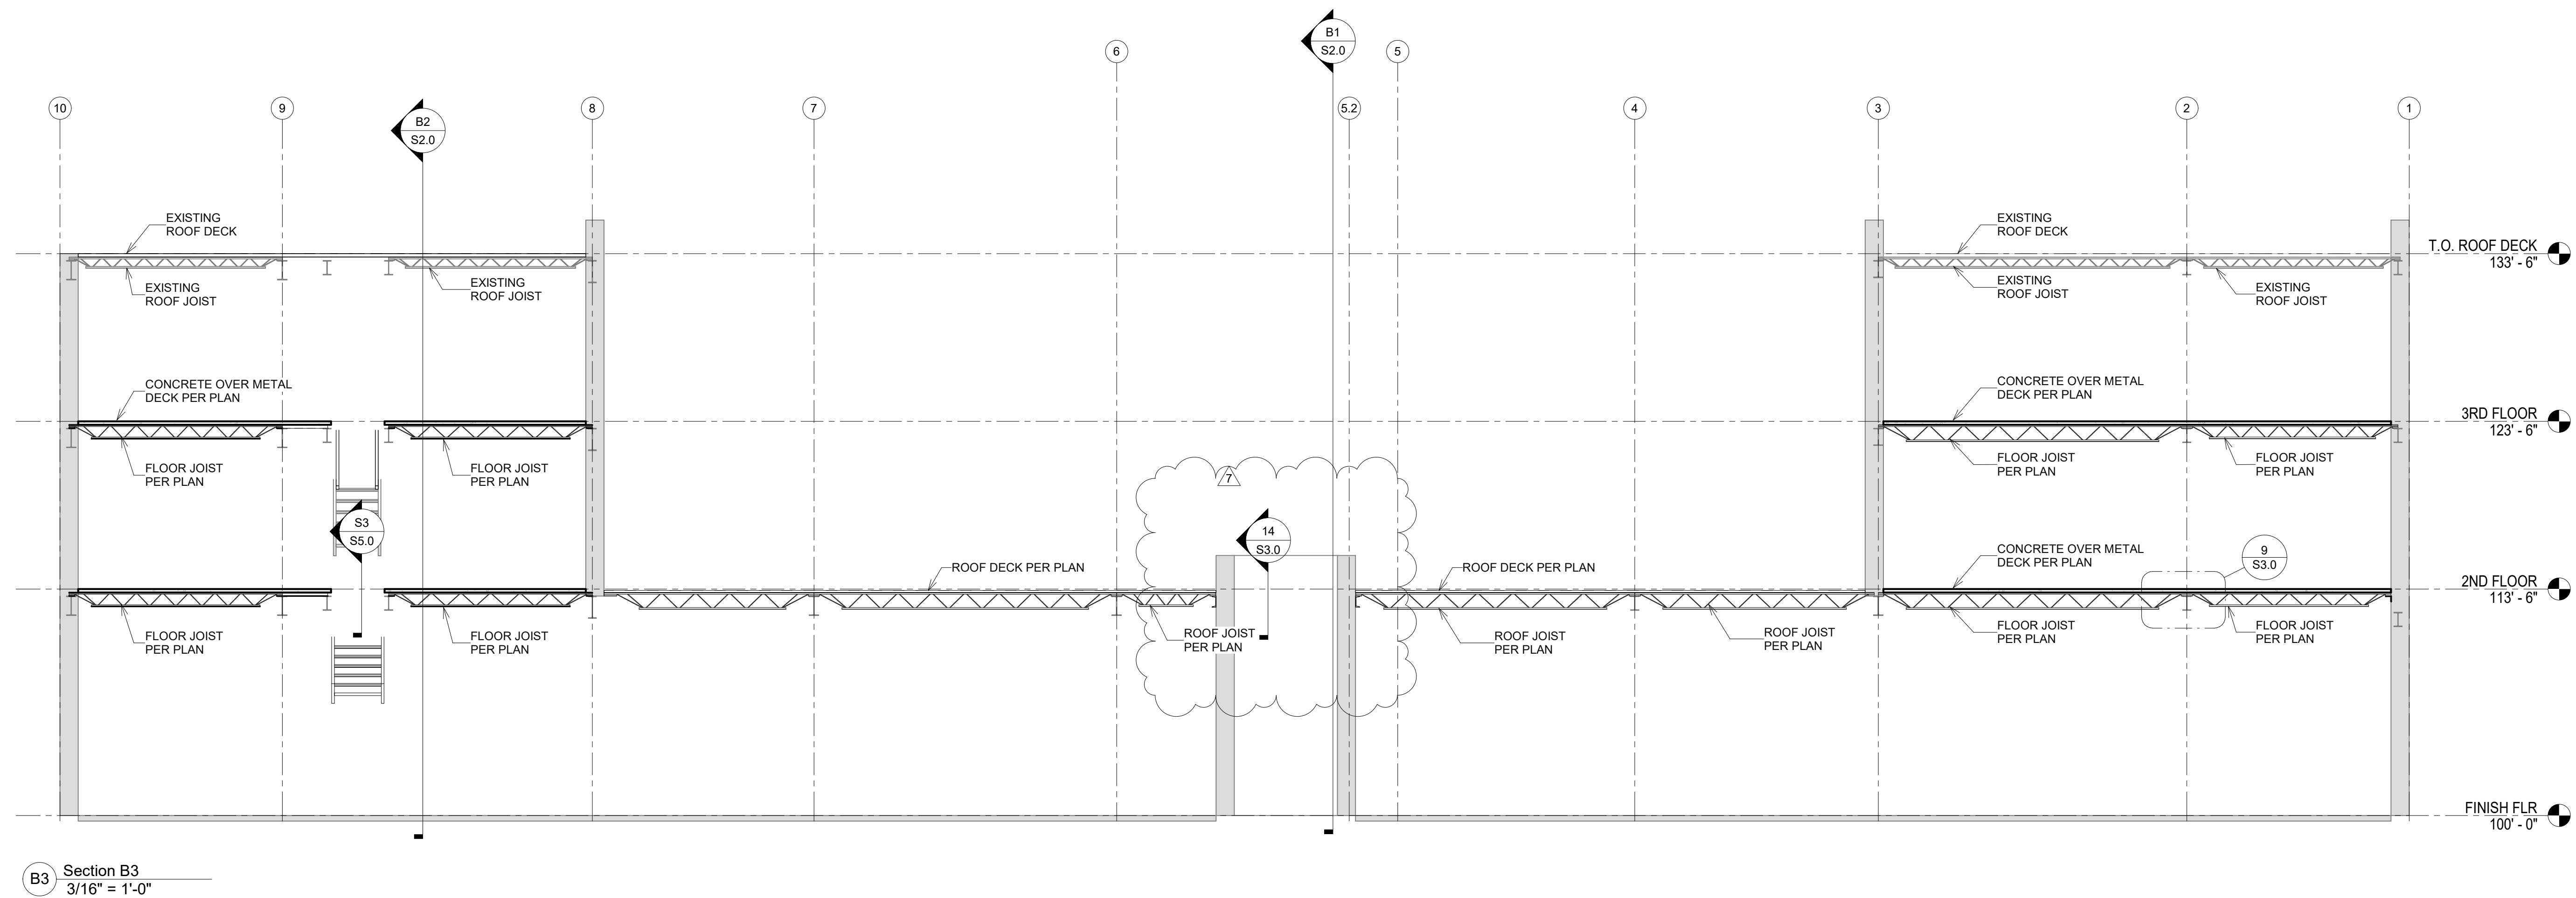 B1
S2.0
6
5
10
9
B2
S2.0
8
7
5.2
4
3
2
1
EXISTING
ROOF DECK
EXISTING
ROOF DECK
T.O. ROOF DECK
133' - 6"
EXISTING
ROOF JOIST
EXISTING
ROOF JOIST
EXISTING
ROOF JOIST
EXISTING
ROOF JOIST
CONCRETE OVER METAL
DECK PER PLAN
CONCRETE OVER METAL
DECK PER PLAN
3RD FLOOR
123' - 6"
FLOOR JOIST
PER PLAN
FLOOR JOIST
PER PLAN
FLOOR JOIST
PER PLAN
FLOOR JOIST
PER PLAN
7
S3
S5.0
14
S3.0
CONCRETE OVER METAL
DECK PER PLAN
9
S3.0
ROOF DECK PER PLAN
ROOF DECK PER PLAN
2ND FLOOR
113' - 6"
FLOOR JOIST
PER PLAN
FLOOR JOIST
PER PLAN
ROOF JOIST
PER PLAN
ROOF JOIST
PER PLAN
ROOF JOIST
PER PLAN
FLOOR JOIST
PER PLAN
FLOOR JOIST
PER PLAN
FINISH FLR
100' - 0"
B3
Section B3
3/16" = 1'-0"